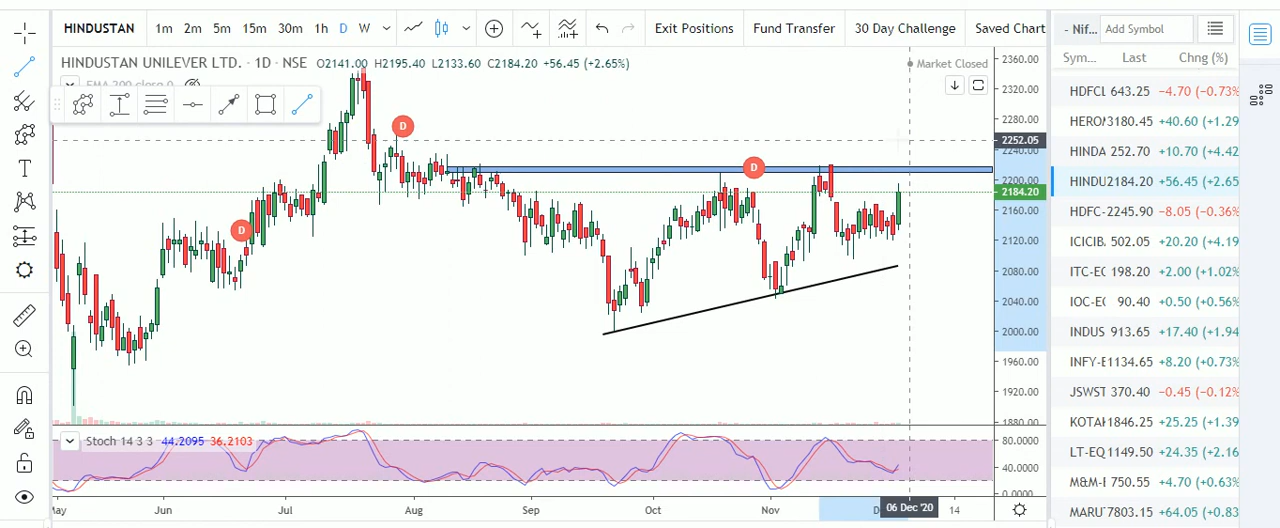 HINDUSTAN 1m 2m 5m 15m 30m 1h D W Exit Positions Fund Transfer 30 Day Challenge Saved Chart - Nif... Add Symbol
HINDUSTAN UNILEVER LTD. · 1D · NSE O2141.00 H2195.40 L2133.60 C2184.20 +56.45 (+2.65%) Market Closed
Sym... Last Chng (%)
HDFCL 643.25 −4.70 (−0.73%
HEROM 3180.45 +40.60 (+1.29
HINDA 252.70 +10.70 (+4.42
HINDU 2184.20 +56.45 (+2.65
HDFC- 2245.90 −8.05 (−0.36%
ICICIB. 502.05 +20.20 (+4.19
ITC-EC 198.20 +2.00 (+1.02%
IOC-E( 90.40 +0.50 (+0.56%
INDUS 913.65 +17.40 (+1.94
INFY-E 1134.65 +8.20 (+0.73%
JSWST 370.40 −0.45 (−0.12%
KOTAI 1846.25 +25.25 (+1.39
LT-EQ 1149.50 +24.35 (+2.16
M&M-I 750.55 +4.70 (+0.63%
MARU 7803.15 +64.05 (+0.83
D
D
D
2360.00
2320.00
2280.00
2252.05
2240.00
2200.00
2184.20
2160.00
2120.00
2080.00
2040.00
2000.00
1960.00
1920.00
1880.00
Stoch 14 3 3 44.2095 36.2103
80.0000
40.0000
0.0000
May Jun Jul Aug Sep Oct Nov 06 Dec '20 14